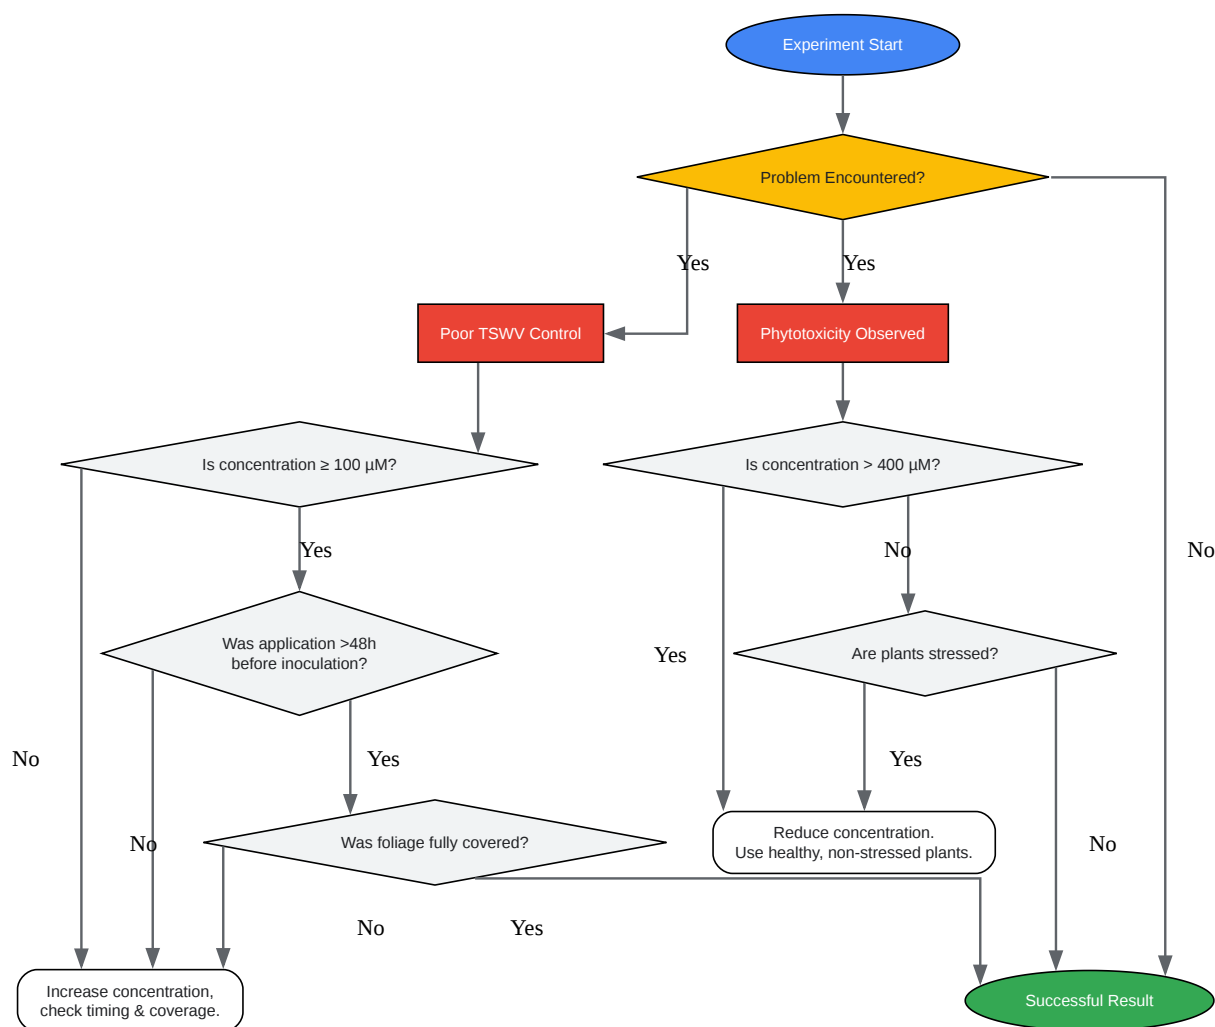 Experiment Start
Problem Encountered?
Yes
Yes
Poor TSWV Control
Phytotoxicity Observed
Is concentration ≥ 100 µM?
Is concentration > 400 µM?
Yes
No
No
Was application >48h
before inoculation?
Are plants stressed?
Yes
No
Yes
Yes
Was foliage fully covered?
Reduce concentration.
Use healthy, non-stressed plants.
No
No
No
Yes
Increase concentration,
check timing & coverage.
Successful Result